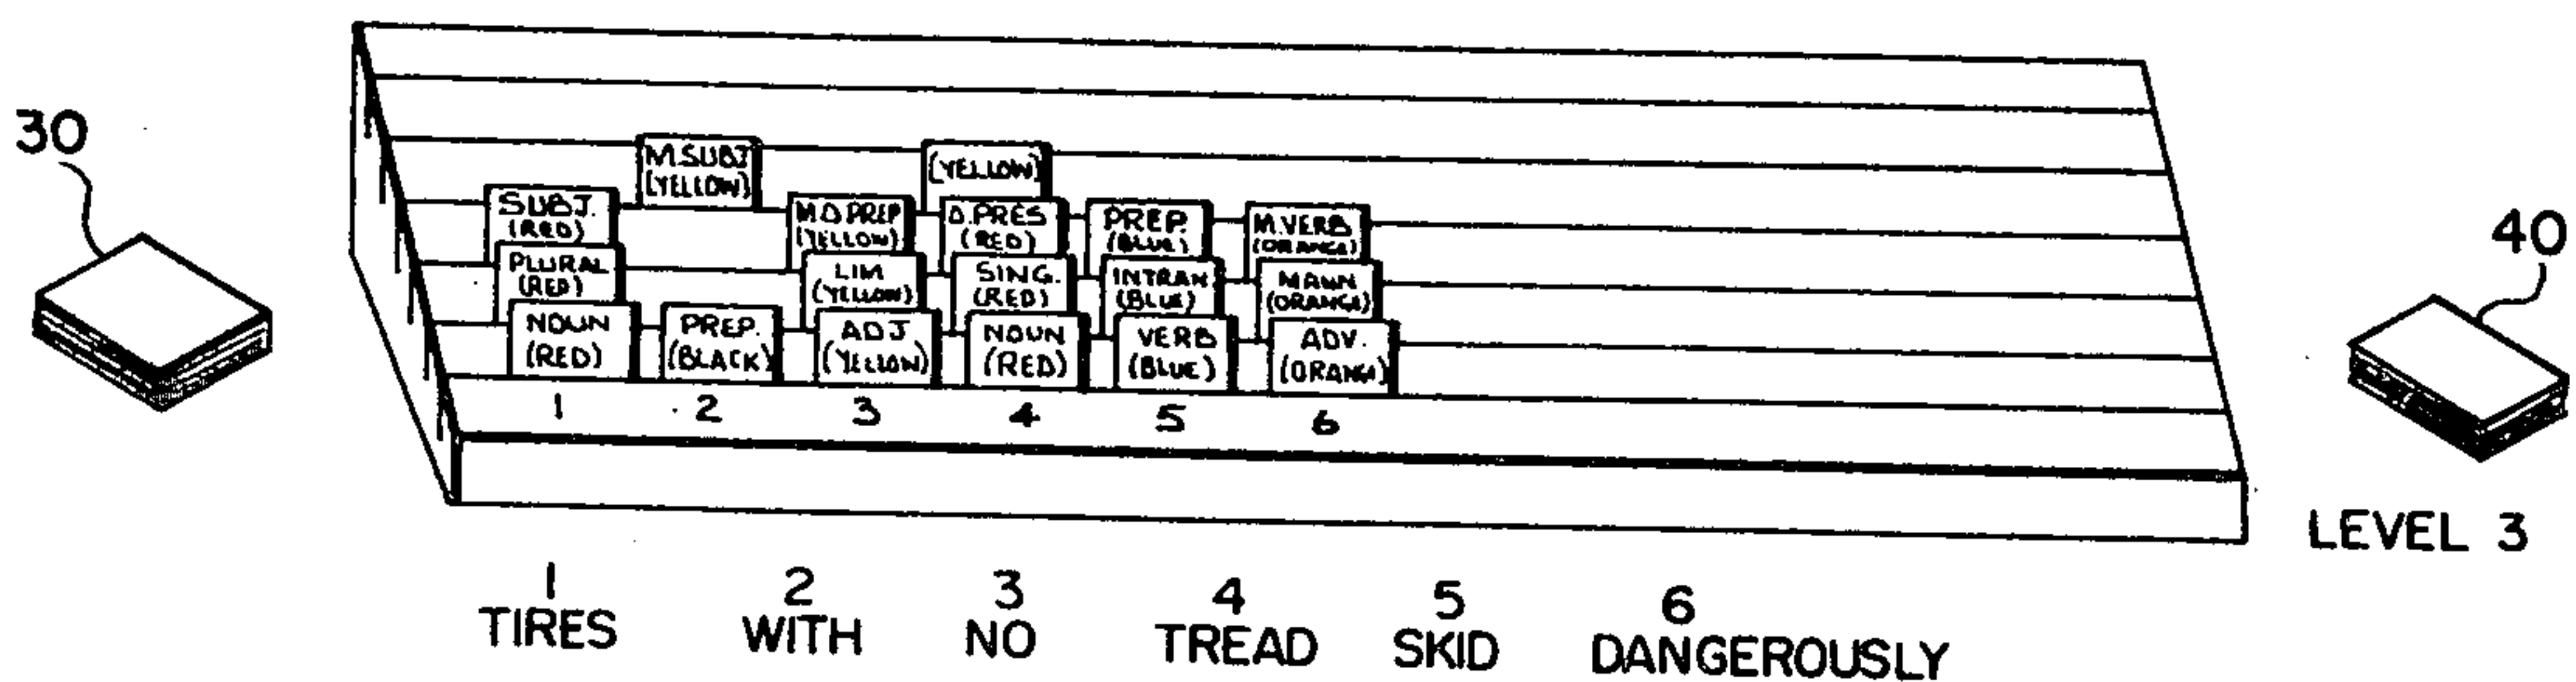 30
M.SUBJ (YELLOW)
(YELLOW)
SUBJ. (RED)
M.O.PREP (YELLOW)
O.PRES (RED)
PREP. (BLUE)
M.VERB (ORANGE)
40
PLURAL (RED)
LIM (YELLOW)
SING. (RED)
INTRAN (BLUE)
MANN (ORANGE)
NOUN (RED)
PREP. (BLACK)
ADJ (YELLOW)
NOUN (RED)
VERB (BLUE)
ADV. (ORANGE)
1 2 3 4 5 6
LEVEL 3
1 2 3 4 5 6
TIRES WITH NO TREAD SKID DANGEROUSLY